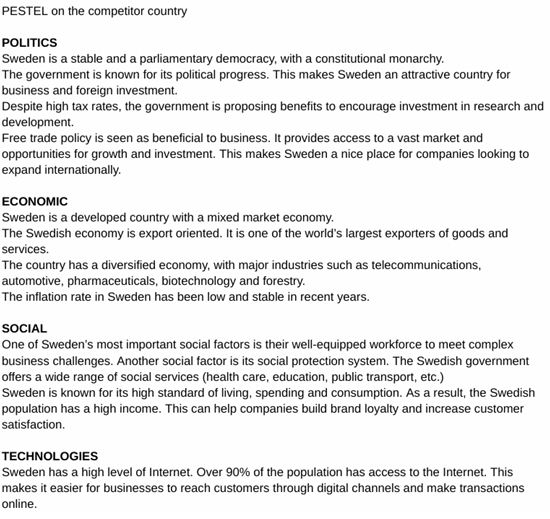 PESTEL on the competitor country
POLITICS
Sweden is a stable and a parliamentary democracy, with a constitutional monarchy.
The government is known for its political progress. This makes Sweden an attractive country for
business and foreign investment.
Despite high tax rates, the government is proposing benefits to encourage investment in research and
development.
Free trade policy is seen as beneficial to business. It provides access to a vast market and
opportunities for growth and investment. This makes Sweden a nice place for companies looking to
expand internationally.
ECONOMIC
Sweden is a developed country with a mixed market economy.
The Swedish economy is export oriented. It is one of the world's largest exporters of goods and
services.
The country has a diversified economy, with major industries such as telecommunications,
automotive, pharmaceuticals, biotechnology and forestry.
The inflation rate in Sweden has been low and stable in recent years.
SOCIAL
One of Sweden's most important social factors is their well-equipped workforce to meet complex
business challenges. Another social factor is its social protection system. The Swedish government
offers a wide range of social services (health care, education, public transport, etc.)
Sweden is known for its high standard of living, spending and consumption. As a result, the Swedish
population has a high income. This can help companies build brand loyalty and increase customer
satisfaction.
TECHNOLOGIES
Sweden has a high level of Internet. Over 90% of the population has access to the Internet. This
makes it easier for businesses to reach customers through digital channels and make transactions
online.